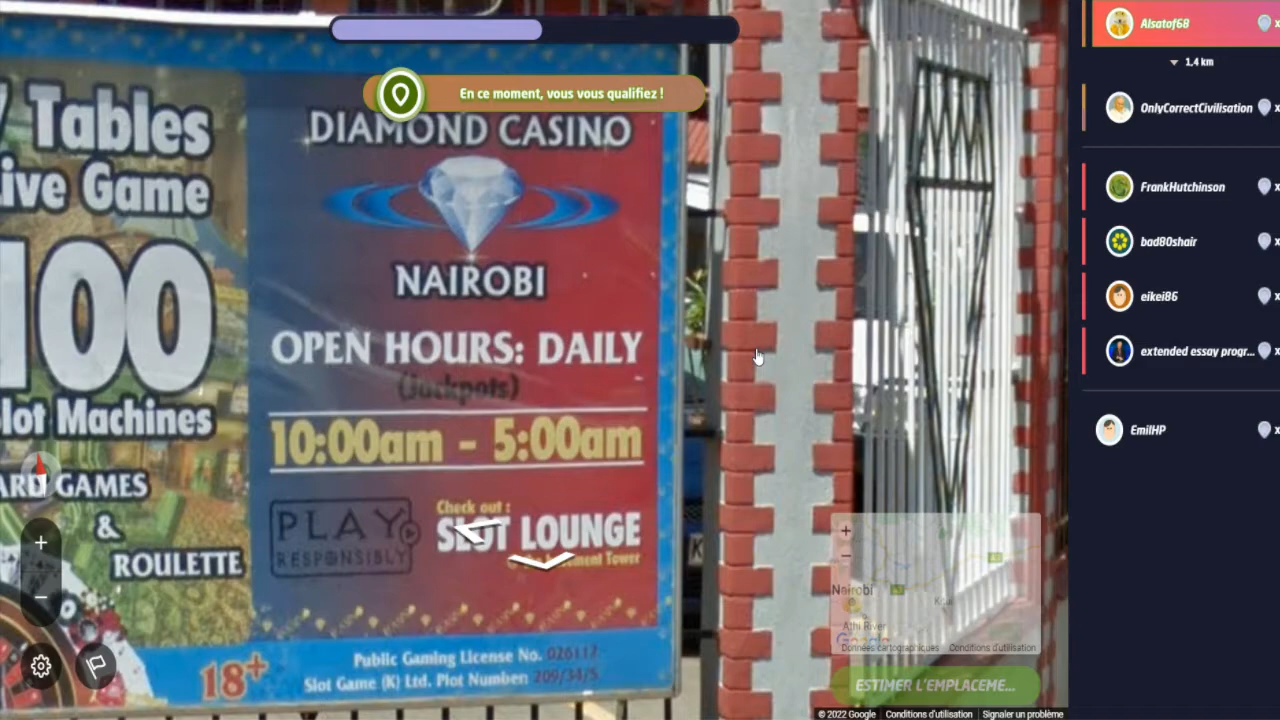 En ce moment, vous vous qualifiez !
Tables
ive Game
100
lot Machines
ARD GAMES
&
ROULETTE
18+
DIAMOND CASINO
NAIROBI
OPEN HOURS: DAILY
(Jackpots)
10:00am - 5:00am
PLAY
RESPONSIBLY
Check out :
SLOT LOUNGE
Tower
Public Gaming License No.
Slot Game (K) Ltd. Plot Number: 209/34/5
Alsatof68
1,4 km
OnlyCorrectCivilisation
FrankHutchinson
bad80shair
eikei86
extended essay progr...
EmilHP
Nairobi
Athi River
Google
Données cartographiques
Conditions d'utilisation
ESTIMER L'EMPLACEME...
© 2022 Google
Conditions d'utilisation
Signaler un problème